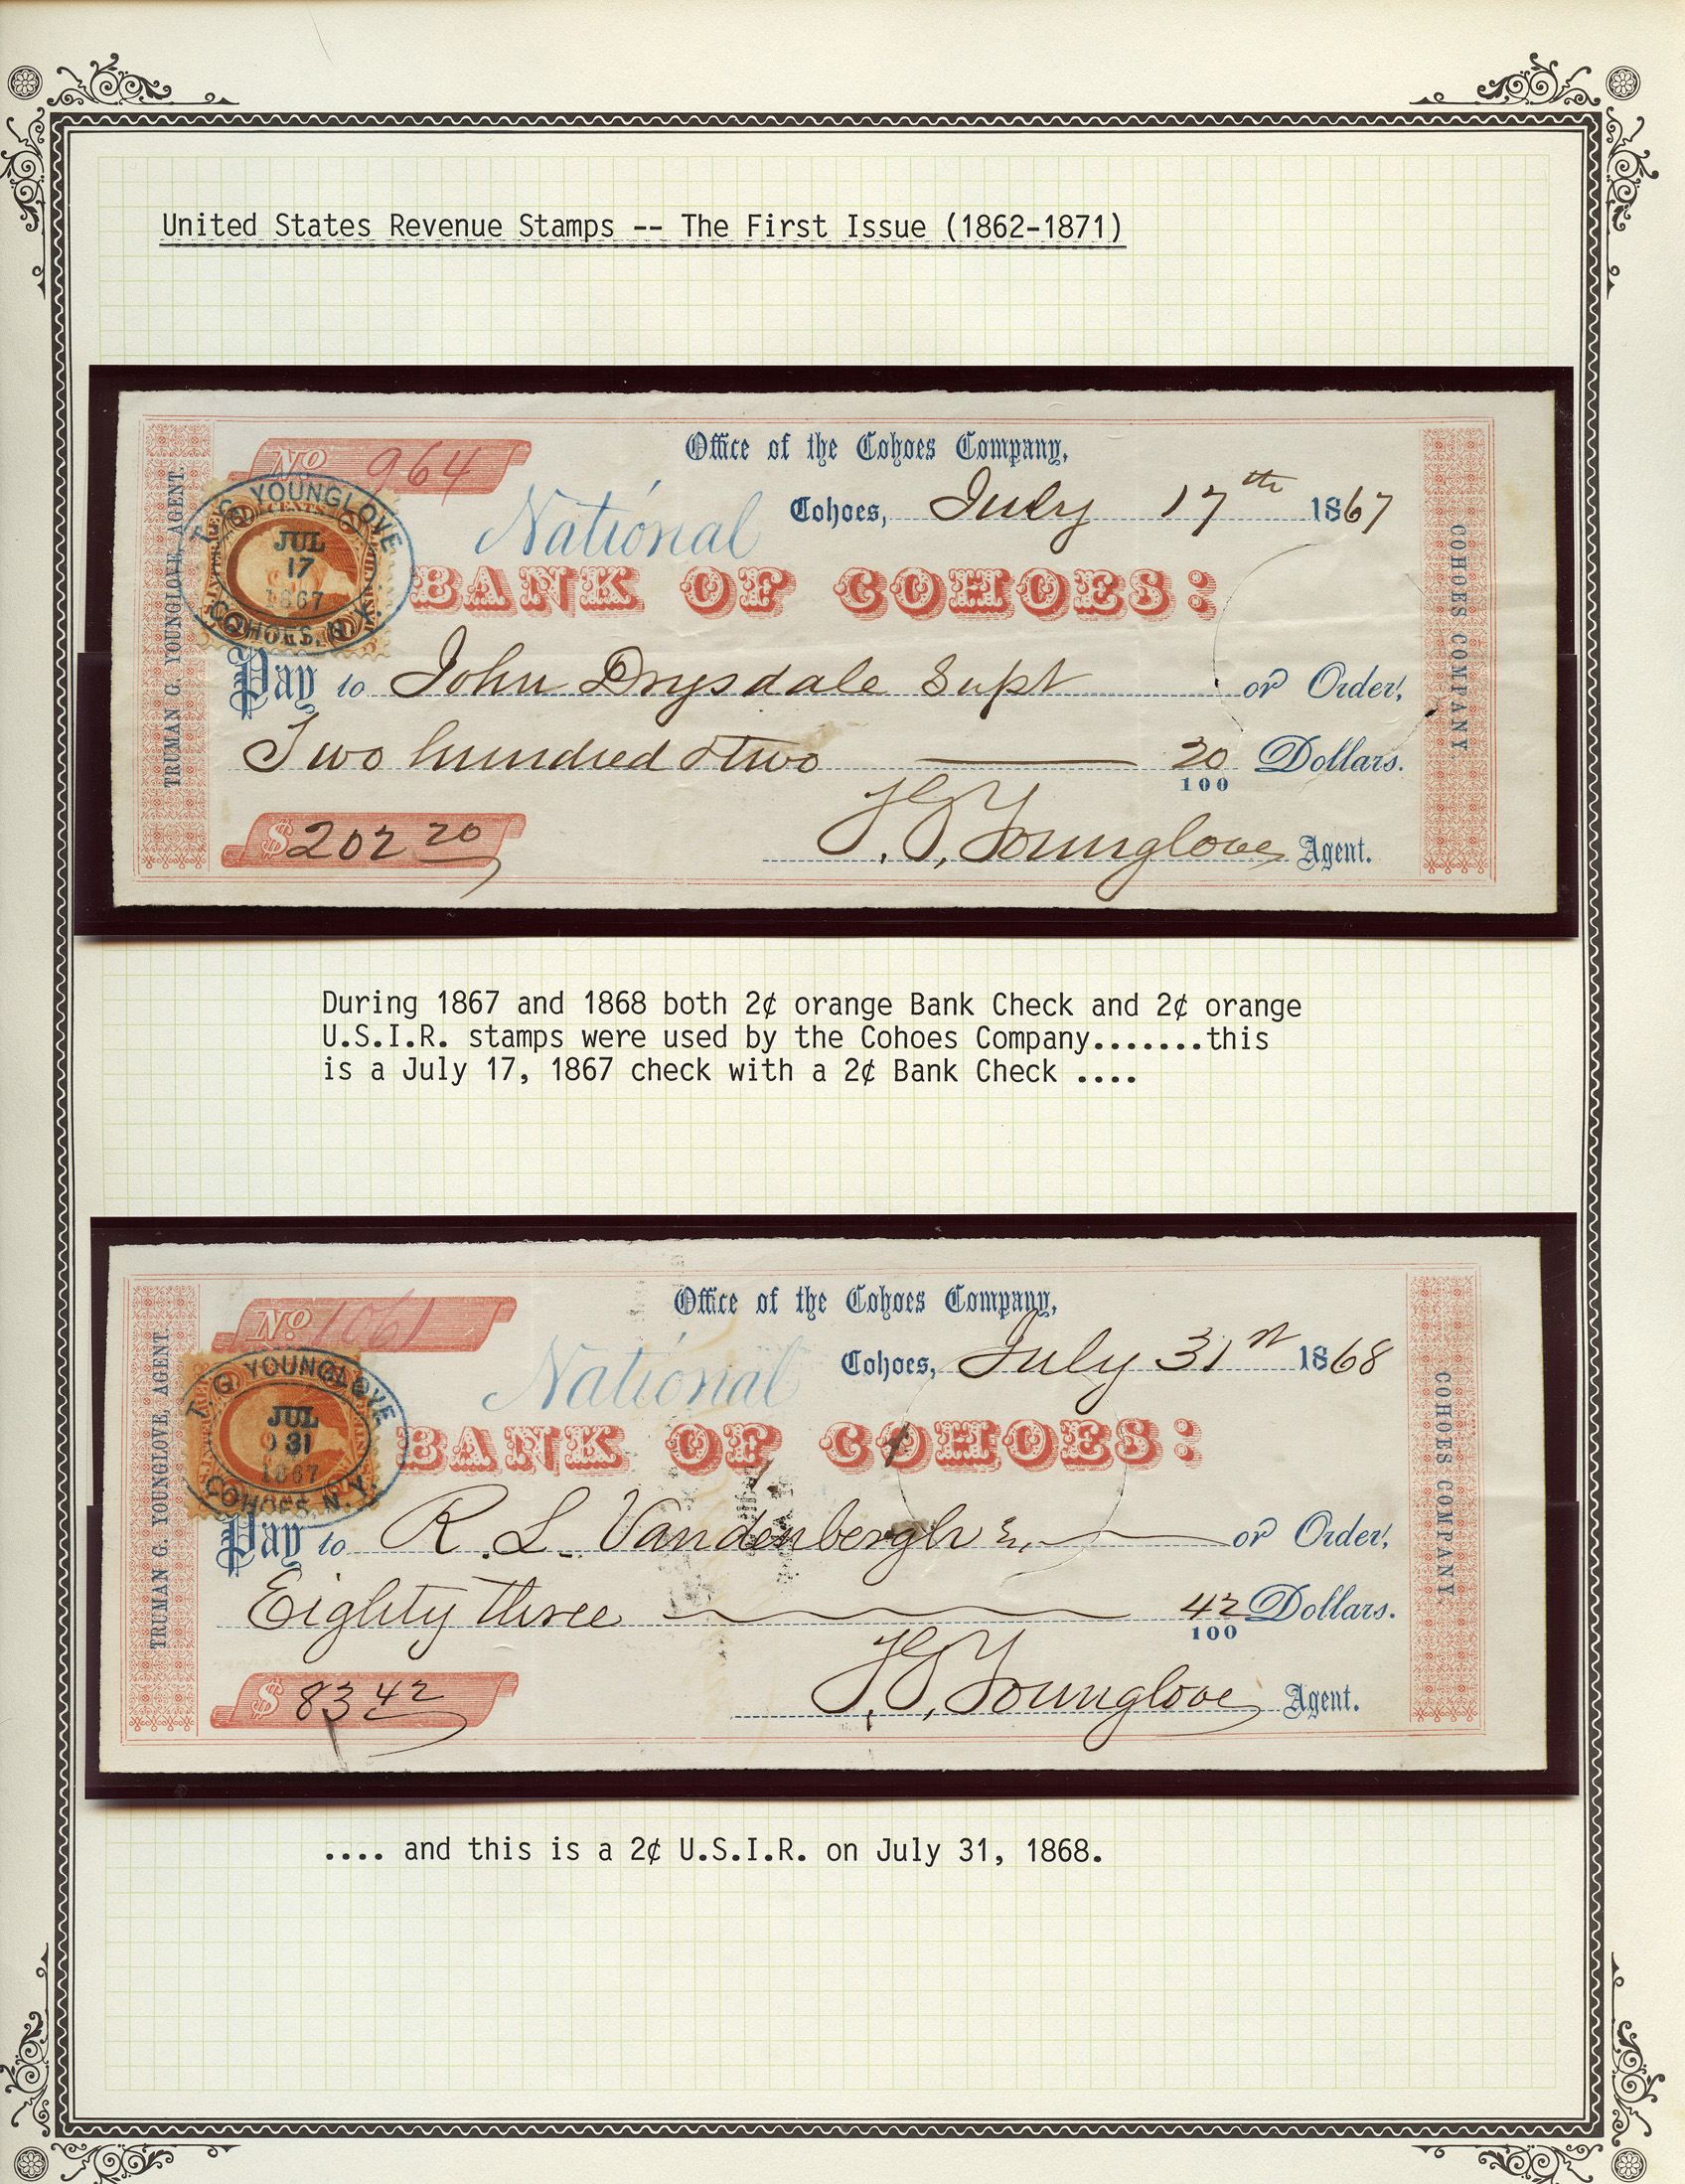 United States Revenue Stamps -- The First Issue (1862-1871)
No 964
Office of the Cohoes Company,
Cohoes, July 17th 1867
National
BANK OF COHOES:
T. G. YOUNGLOVE
CENTS
JUL
17
1867
COHOES, N.Y.
Pay to John Drysdale Supt or Order,
Two hundred & two 20/100 Dollars.
$202 20
T. G. Younglove Agent.
TRUMAN G. YOUNGLOVE, AGENT.
COHOES COMPANY
During 1867 and 1868 both 2¢ orange Bank Check and 2¢ orange
U.S.I.R. stamps were used by the Cohoes Company.......this
is a July 17, 1867 check with a 2¢ Bank Check ....
No 1061
Office of the Cohoes Company,
Cohoes, July 31st 1868
National
BANK OF COHOES:
T. G. YOUNGLOVE
JUL
31
1867
COHOES, N.Y.
Pay to R. L. Vandenbergh or Order,
Eighty three 42/100 Dollars.
$ 83 42
T. G. Younglove Agent.
TRUMAN G. YOUNGLOVE, AGENT.
COHOES COMPANY
.... and this is a 2¢ U.S.I.R. on July 31, 1868.